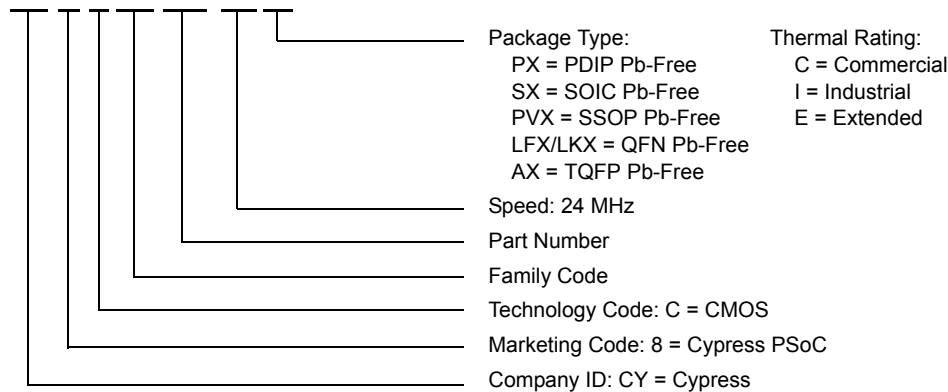 Package Type:
PX = PDIP Pb-Free
SX = SOIC Pb-Free
PVX = SSOP Pb-Free
LFX/LKX = QFN Pb-Free
AX = TQFP Pb-Free
Thermal Rating:
C = Commercial
I = Industrial
E = Extended
Speed: 24 MHz
Part Number
Family Code
Technology Code: C = CMOS
Marketing Code: 8 = Cypress PSoC
Company ID: CY = Cypress